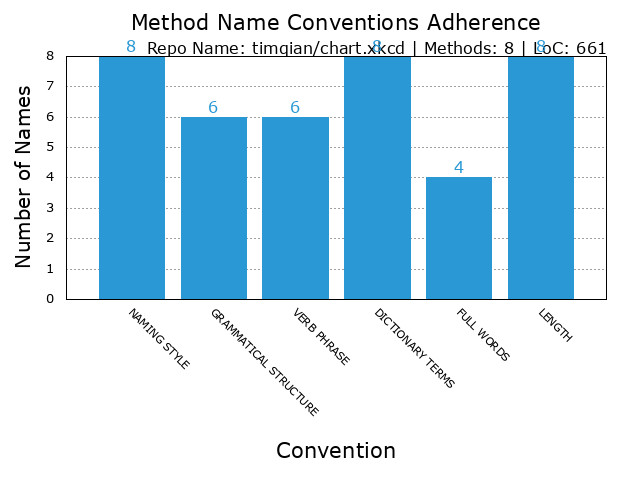 Method Name Conventions Adherence
Repo Name: timqian/chart.xkcd | Methods: 8 | LoC: 661
8
6
6
8
4
8
Number of Names
8
7
6
5
4
3
2
1
0
NAMING STYLE
GRAMMATICAL STRUCTURE
VERB PHRASE
DICTIONARY TERMS
FULL WORDS
LENGTH
Convention